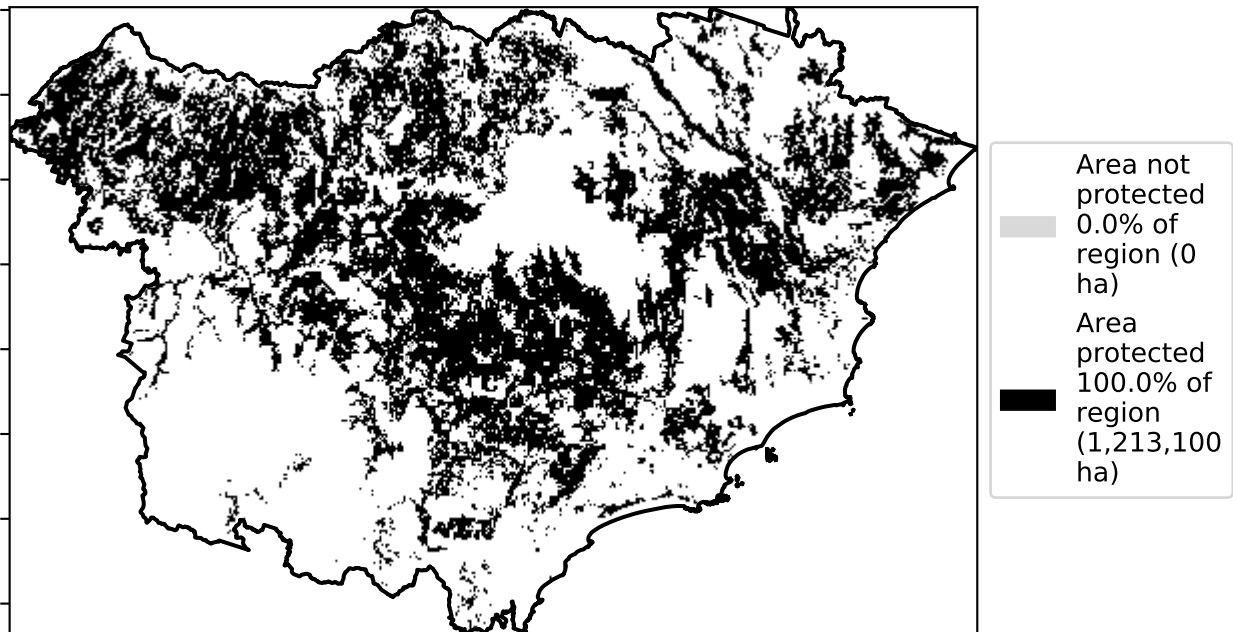 Area not
protected
0.0% of
region (0
ha)
Area
protected
100.0% of
region
(1,213,100
ha)